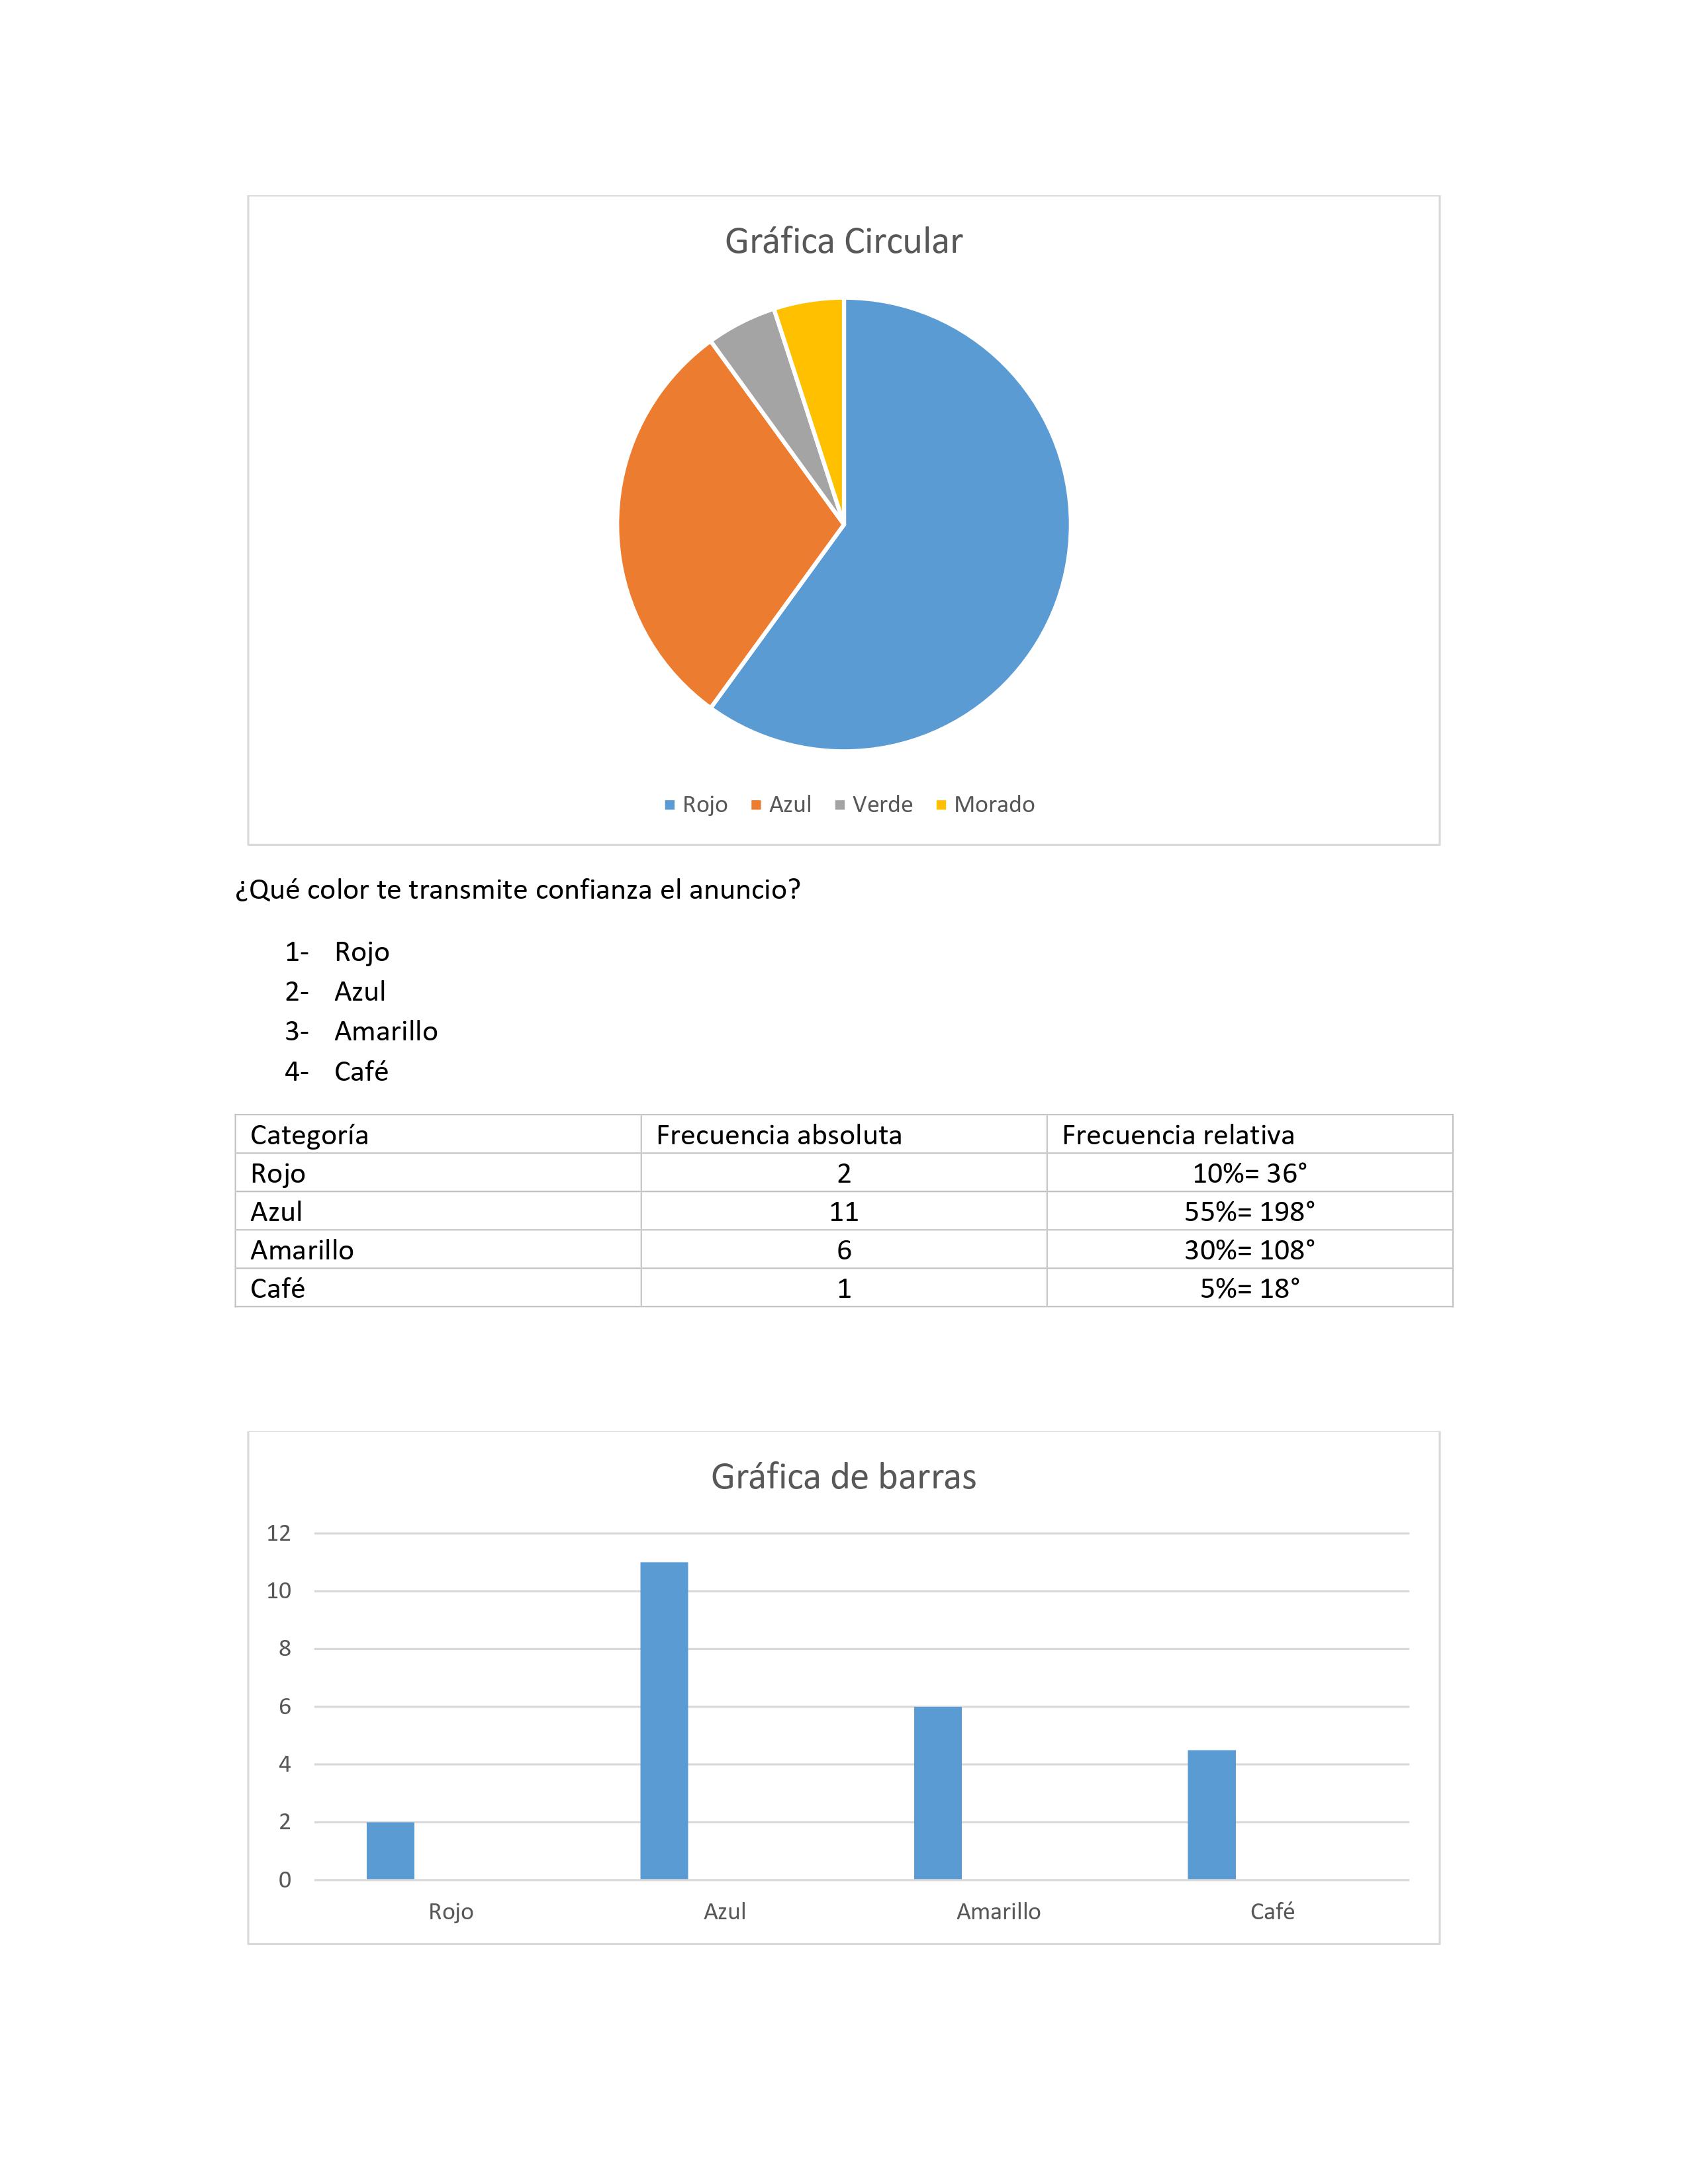 Gráfica Circular
Rojo Azul Verde Morado
¿Qué color te transmite confianza el anuncio?
1- Rojo
2- Azul
3- Amarillo
4- Café
Categoría Frecuencia absoluta Frecuencia relativa
Rojo 2 10%= 36°
Azul 11 55%= 198°
Amarillo 6 30%= 108°
Café 1 5%= 18°
Gráfica de barras
12
10
8
6
4
2
0
Rojo Azul Amarillo Café